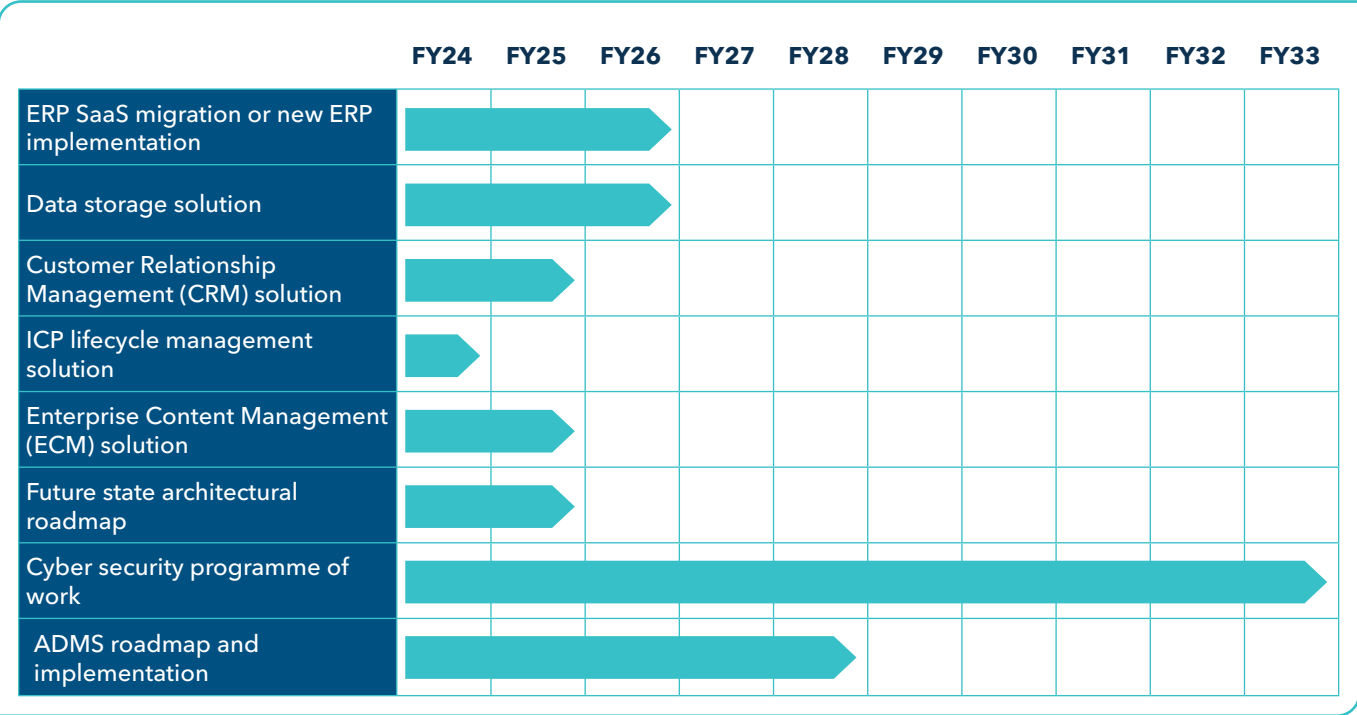 FY24 FY25 FY26 FY27 FY28 FY29 FY30 FY31 FY32 FY33
ERP SaaS migration or new ERP
implementation
Data storage solution
Customer Relationship
Management (CRM) solution
ICP lifecycle management
solution
Enterprise Content Management
(ECM) solution
Future state architectural
roadmap
Cyber security programme of
work
ADMS roadmap and
implementation